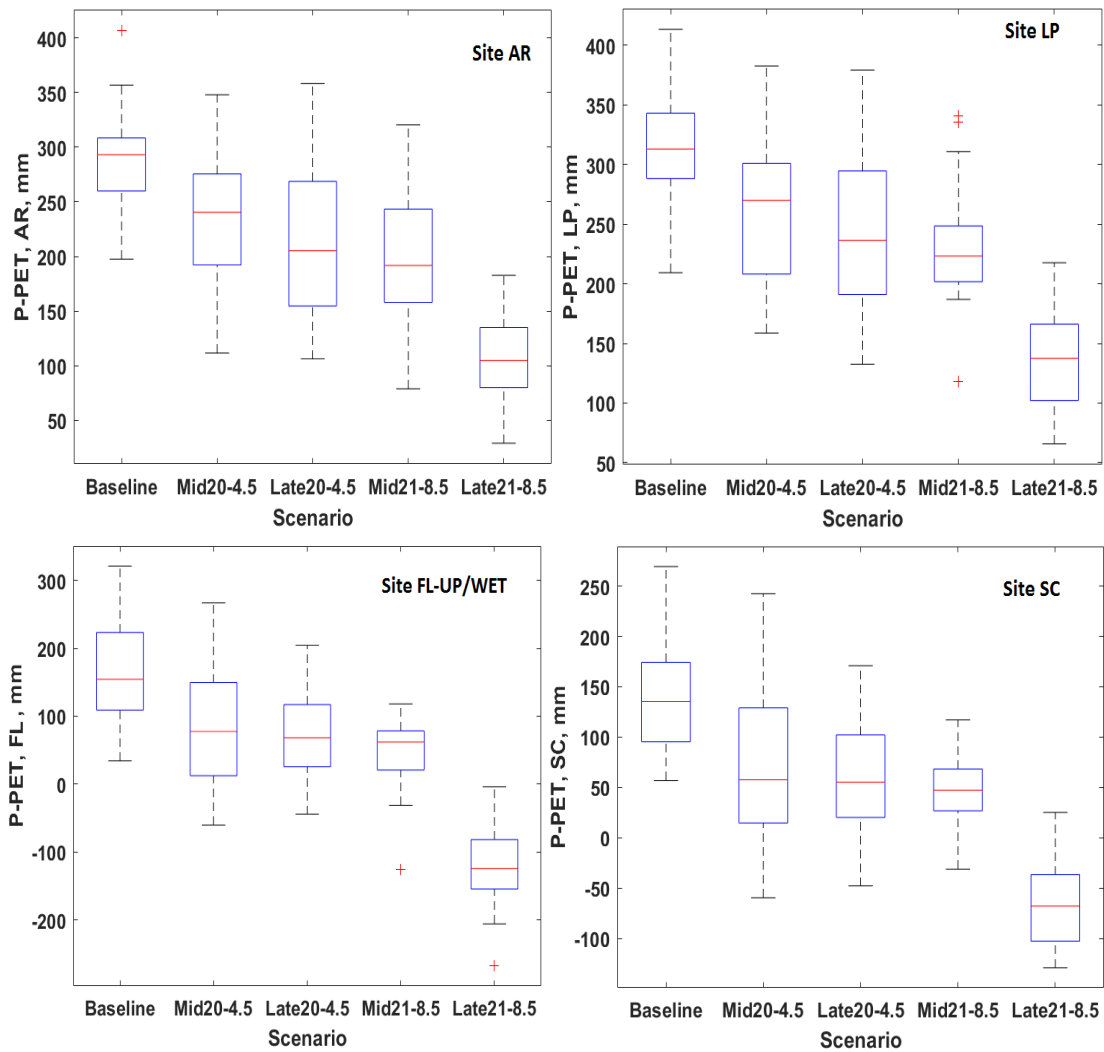 Site AR
P-PET, AR, mm
400
350
300
250
200
150
100
50
Baseline Mid20-4.5 Late20-4.5 Mid21-8.5 Late21-8.5
Scenario
Site LP
P-PET, LP, mm
400
350
300
250
200
150
100
50
Baseline Mid20-4.5 Late20-4.5 Mid21-8.5 Late21-8.5
Scenario
Site FL-UP/WET
P-PET, FL , mm
300
200
100
0
-100
-200
Baseline Mid20-4.5 Late20-4.5 Mid21-8.5 Late21-8.5
Scenario
Site SC
P-PET, SC, mm
250
200
150
100
50
0
-50
-100
Baseline Mid20-4.5 Late20-4.5 Mid21-8.5 Late21-8.5
Scenario